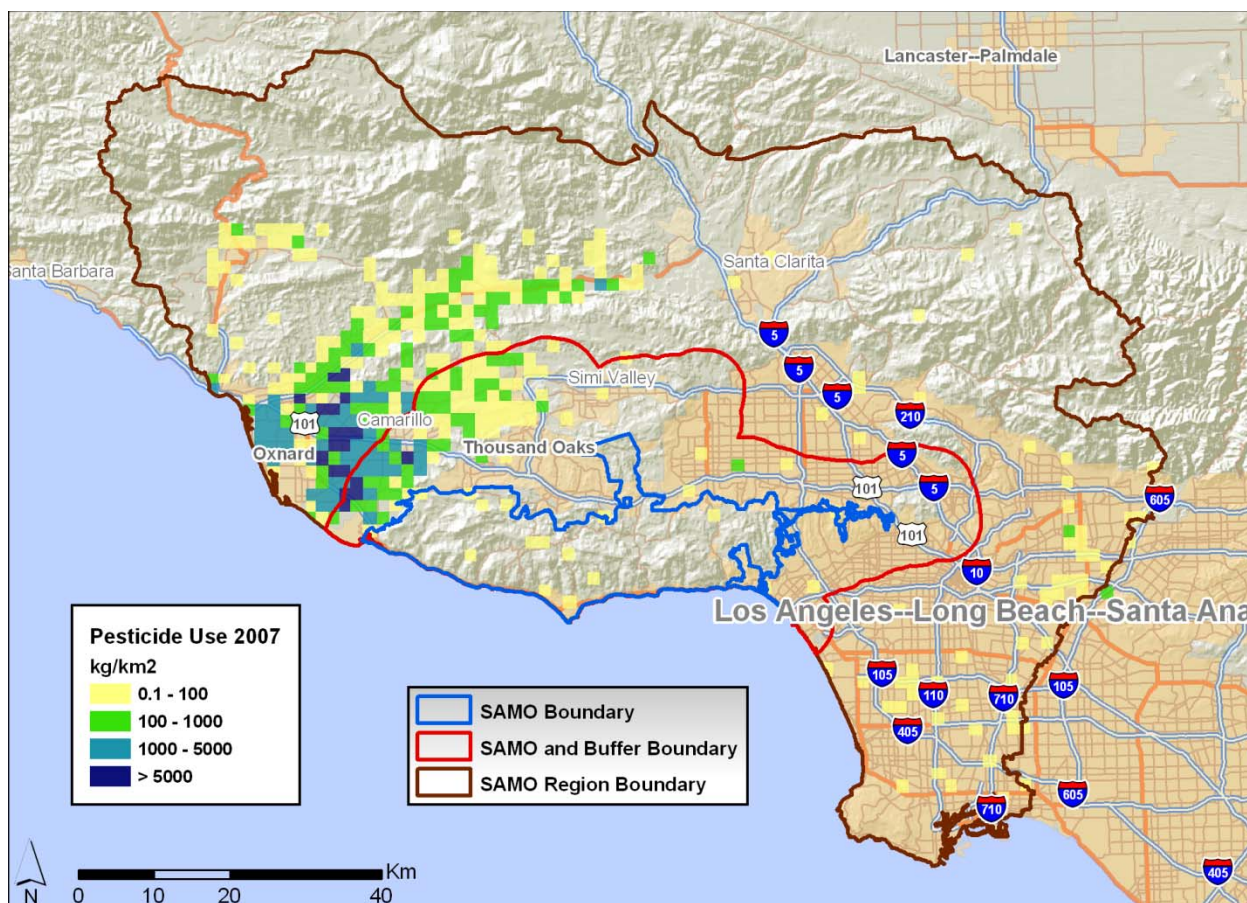 Lancaster--Palmdale
Santa Barbara
Santa Clarita
5
5
Simi Valley
5
210
Camarillo
101
Oxnard
Thousand Oaks
5
101
5
605
101
10
Los Angeles--Long Beach--Santa Ana
Pesticide Use 2007
kg/km2
0.1 - 100
100 - 1000
1000 - 5000
> 5000
SAMO Boundary
SAMO and Buffer Boundary
SAMO Region Boundary
105
110
710
105
405
605
710
405
N
Km
0 10 20 40